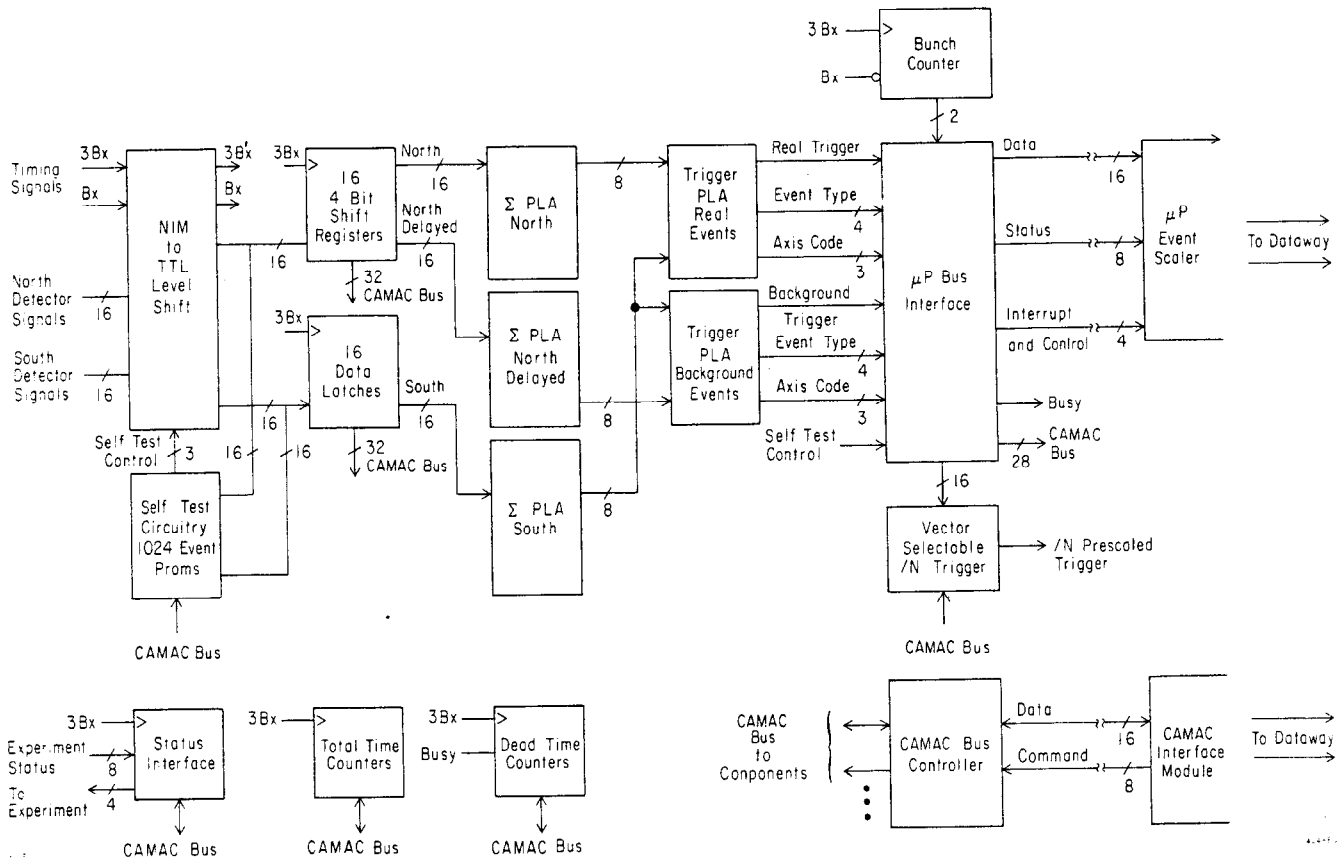 3Bx
Bx
Bunch
Counter
2
Timing
Signals
3Bx
Bx
North
Detector
Signals
16
South
Detector
Signals
16
NIM
to
TTL
Level
Shift
3B'x
Bx
16
16
Self Test
Control
3
16
16
Self Test
Circuitry
1024 Event
Proms
CAMAC Bus
3Bx
16
4 Bit
Shift
Registers
32
CAMAC Bus
3Bx
16
Data
Latches
32
CAMAC Bus
North
16
North
Delayed
16
South
16
Σ PLA
North
8
Σ PLA
North
Delayed
8
Σ PLA
South
8
Trigger
PLA
Real
Events
Trigger
PLA
Background
Events
Real Trigger
Event Type
4
Axis Code
3
Background
Trigger
Event Type
4
Axis Code
3
Self Test
Control
μP Bus
Interface
Data
16
Status
8
Interrupt
and Control
4
Busy
CAMAC
Bus
28
μP
Event
Scaler
To Dataway
16
Vector
Selectable
/N Trigger
/N Prescaled
Trigger
CAMAC Bus
3Bx
Experiment
Status
8
To
Experiment
4
Status
Interface
CAMAC Bus
3Bx
Total Time
Counters
CAMAC Bus
3Bx
Busy
Dead Time
Counters
CAMAC Bus
CAMAC
Bus
to
Conponents
CAMAC Bus
Controller
Data
16
Command
8
CAMAC
Interface
Module
To Dataway